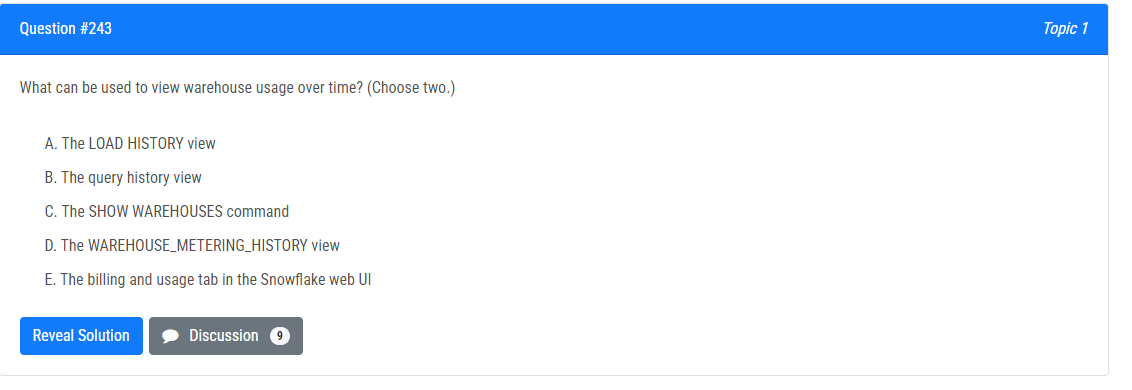 Question #243
Topic 1
What can be used to view warehouse usage over time? (Choose two.)
A. The LOAD HISTORY view
B. The query history view
C. The SHOW WAREHOUSES command
D. The WAREHOUSE_METERING_HISTORY view
E. The billing and usage tab in the Snowflake web UI
Reveal Solution
Discussion 9